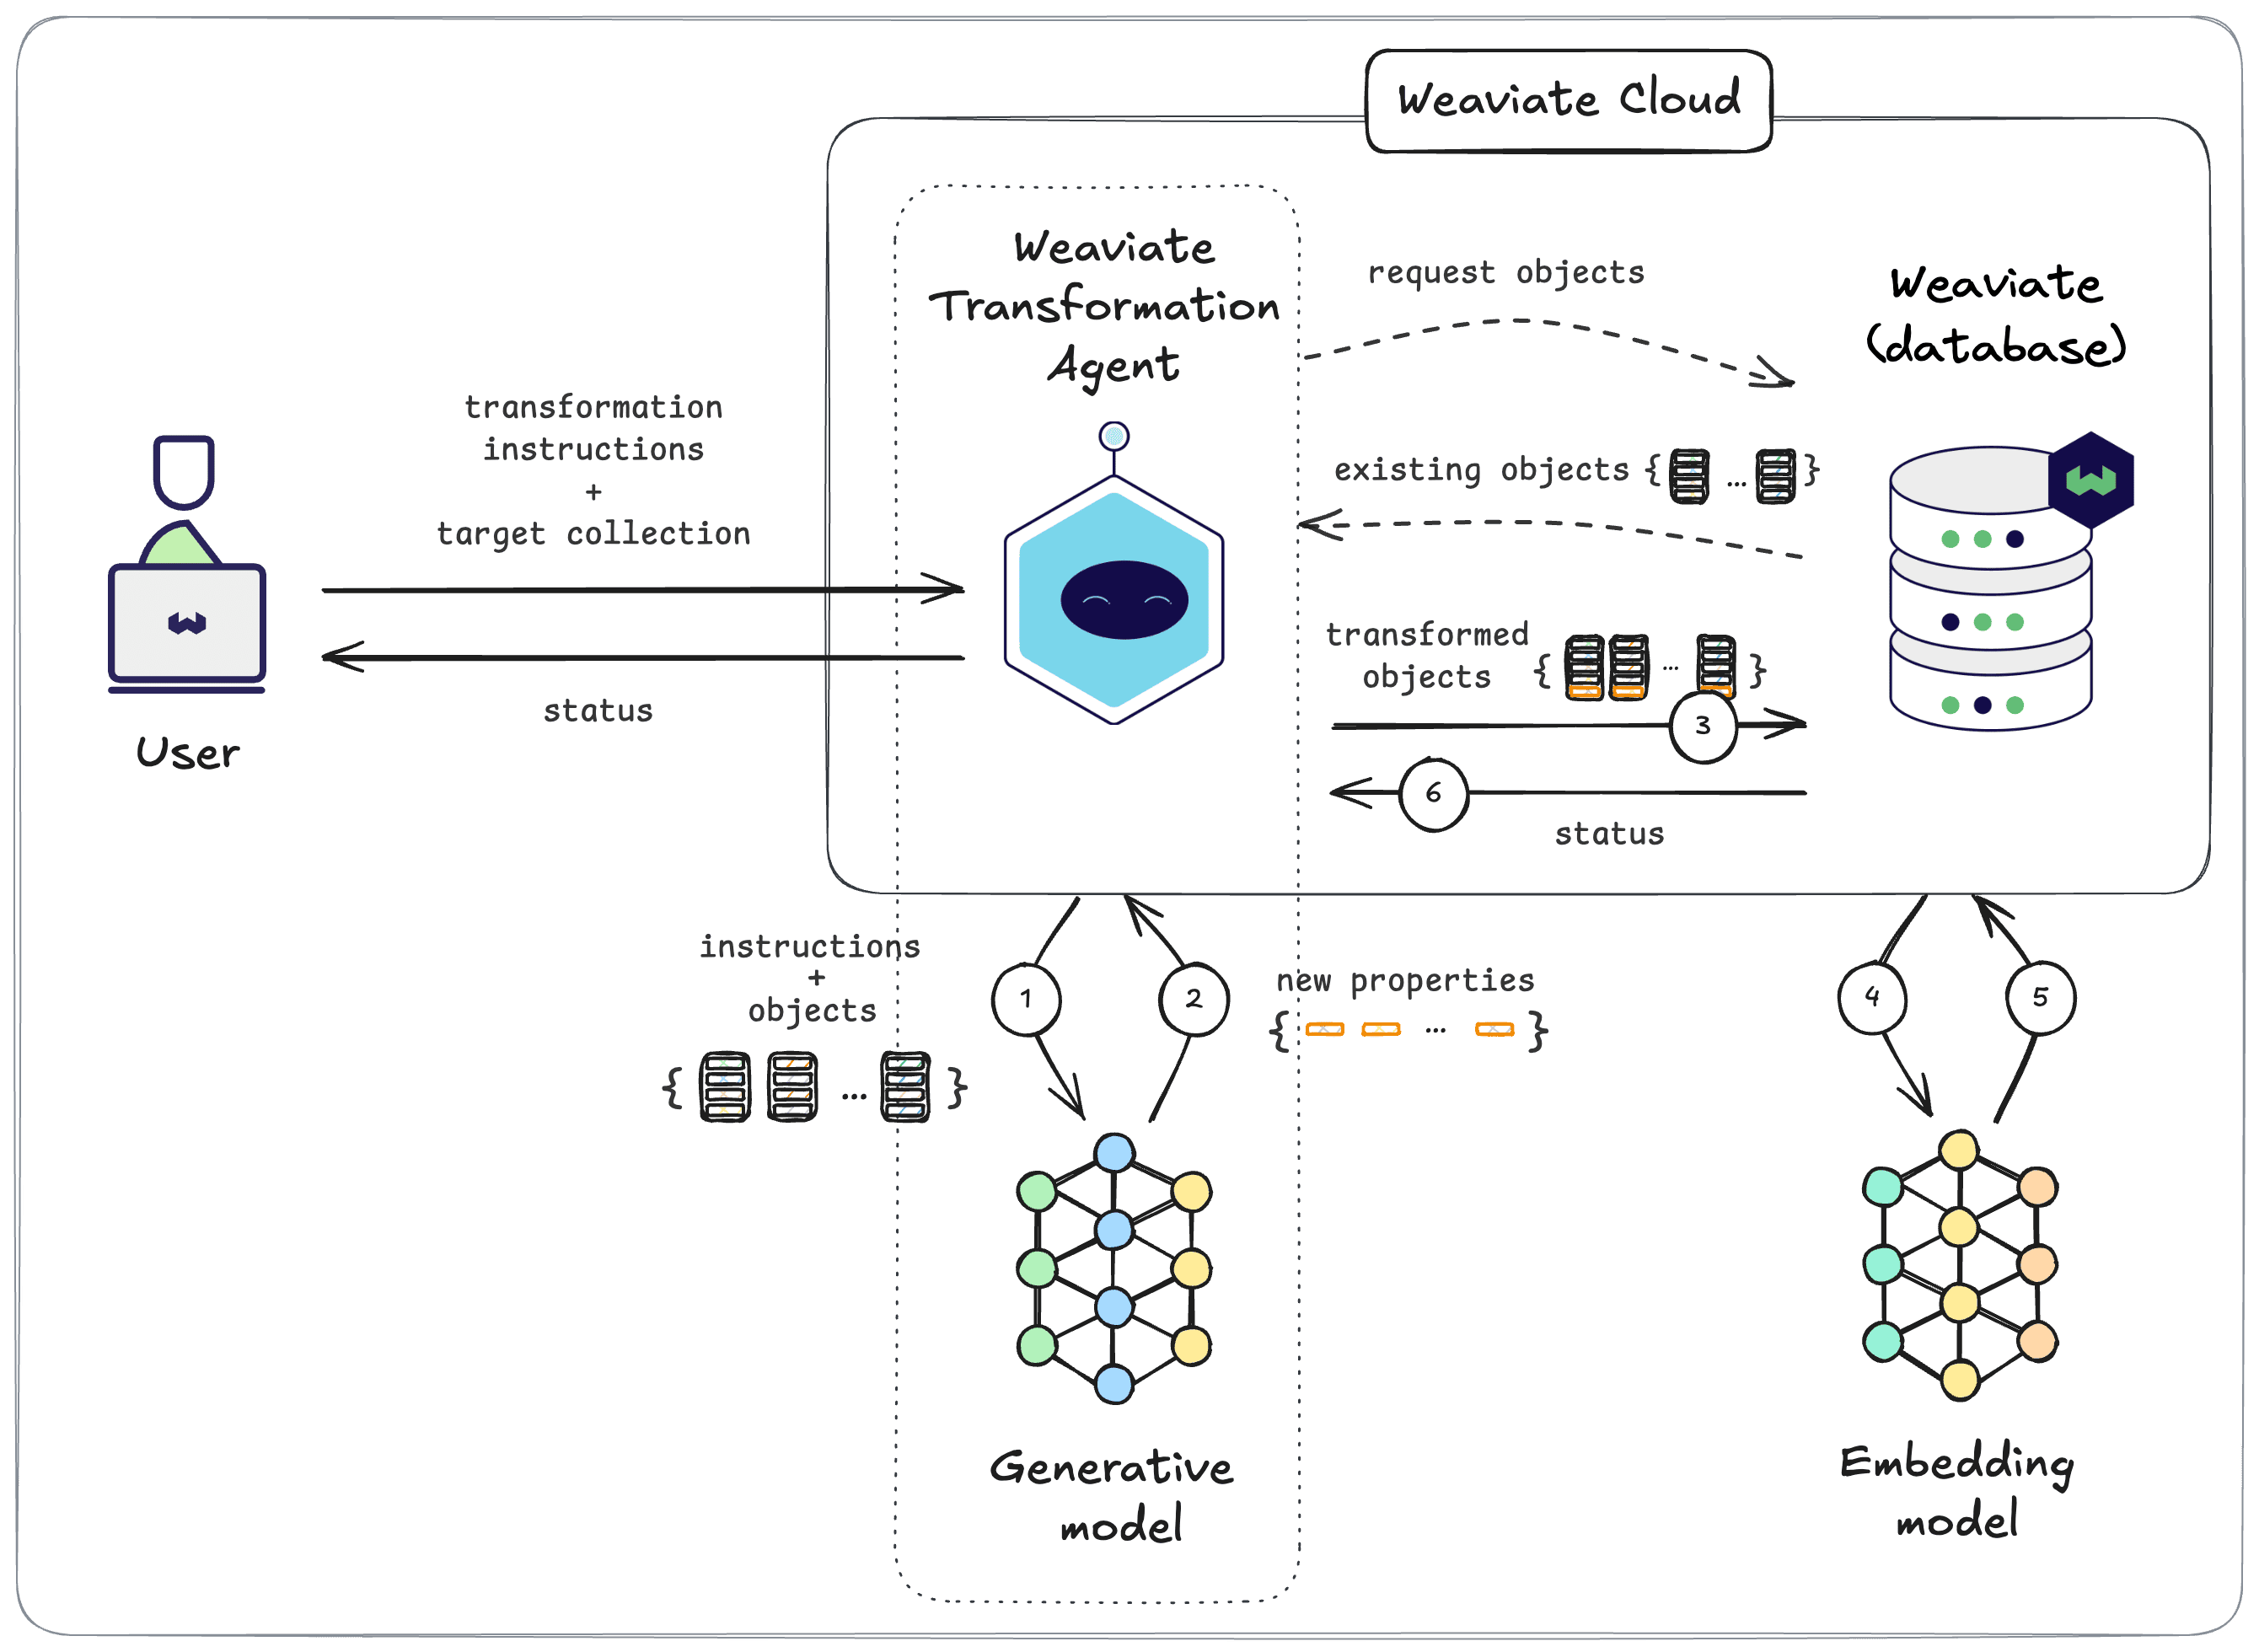 Weaviate Cloud
Weaviate
Transformation
Agent
request objects
Weaviate
(database)
transformation
instructions
+
target collection
existing objects { ... }
transformed
objects
{ ... }
3
status
User
6
status
instructions
+
objects
{ ... }
1
2
new properties
{ ... }
4
5
Generative
model
Embedding
model